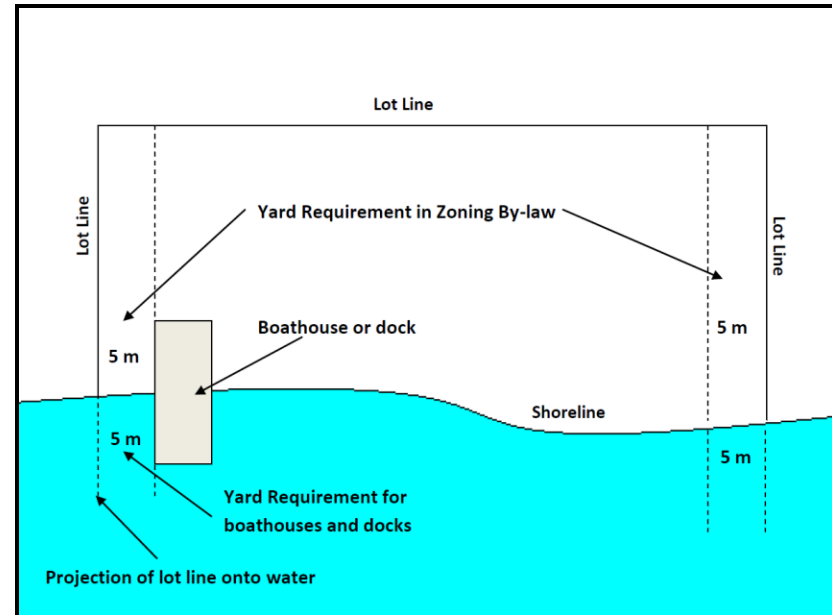 Lot Line
Lot Line
Yard Requirement in Zoning By-law
Lot Line
Boathouse or dock
5 m
5 m
Shoreline
5 m
5 m
Yard Requirement for
boathouses and docks
Projection of lot line onto water